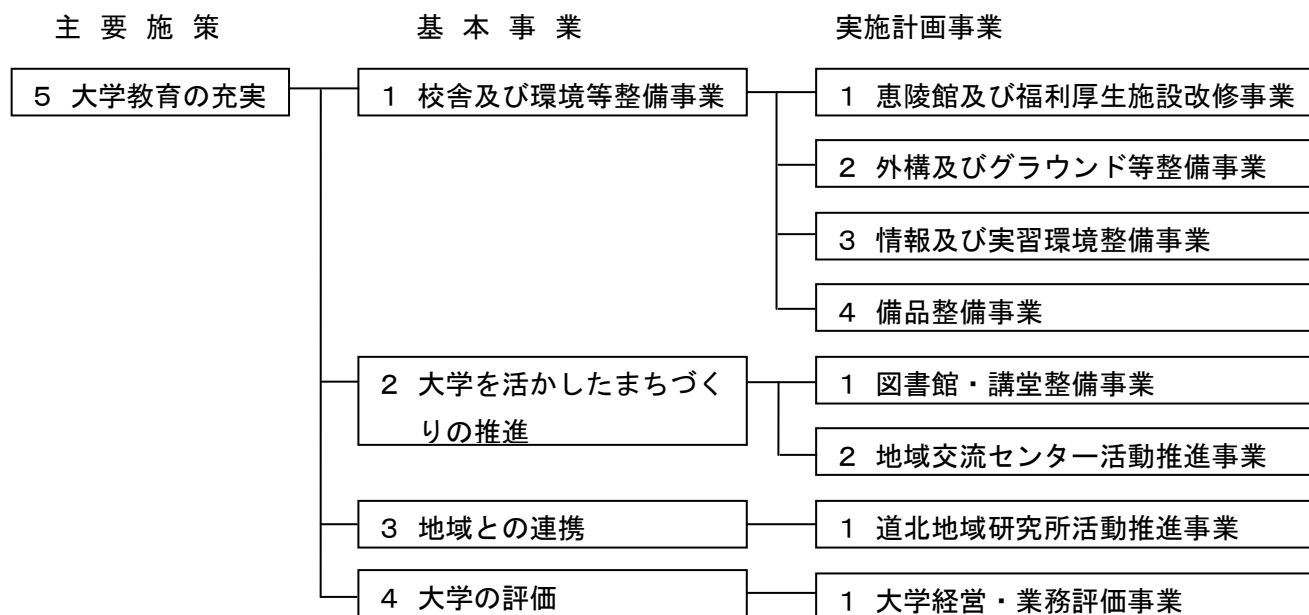 主 要 施 策
基 本 事 業
実施計画事業
5 大学教育の充実
1 校舎及び環境等整備事業
1 恵陵館及び福利厚生施設改修事業
2 外構及びグラウンド等整備事業
3 情報及び実習環境整備事業
4 備品整備事業
2 大学を活かしたまちづく
りの推進
1 図書館・講堂整備事業
2 地域交流センター活動推進事業
3 地域との連携
1 道北地域研究所活動推進事業
4 大学の評価
1 大学経営・業務評価事業